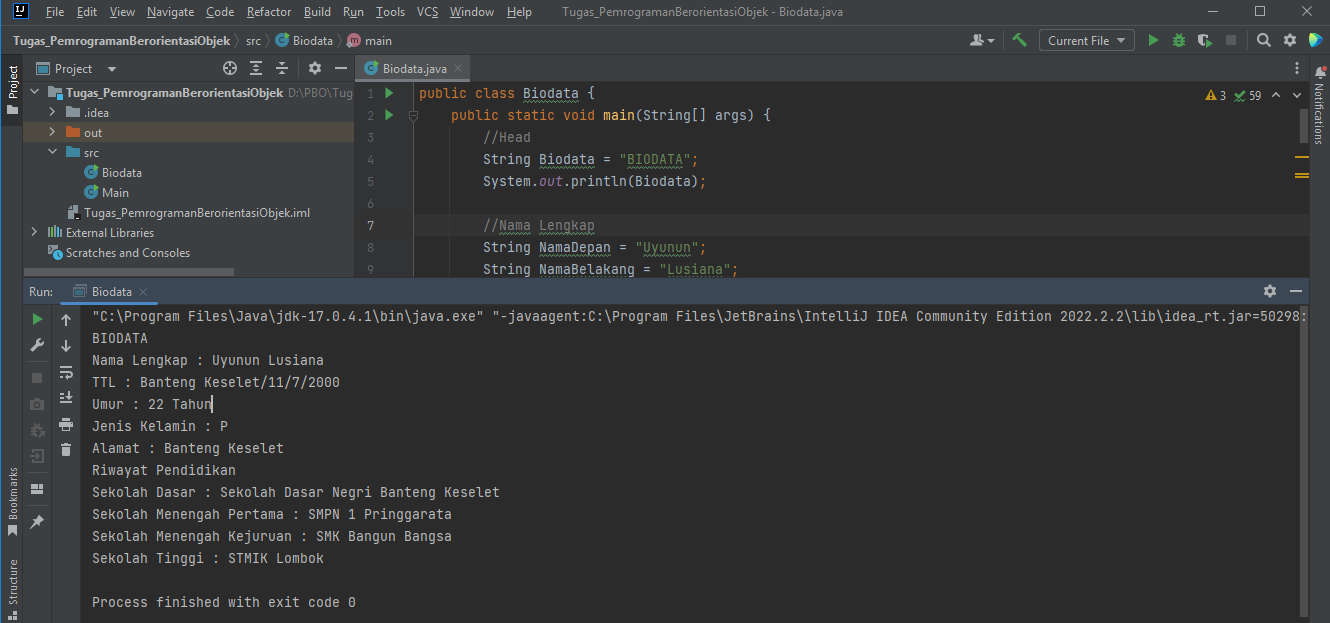 File Edit View Navigate Code Refactor Build Run Tools VCS Window Help Tugas_PemrogramanBerorientasiObjek - Biodata.java
Tugas_PemrogramanBerorientasiObjek src Biodata main Current File
Project Biodata.java
Project
Tugas_PemrogramanBerorientasiObjek D:\PBO\Tug
.idea
out
src
Biodata
Main
Tugas_PemrogramanBerorientasiObjek.iml
External Libraries
Scratches and Consoles
1 public class Biodata { 3 59
2 public static void main(String[] args) {
3 //Head
4 String Biodata = "BIODATA";
5 System.out.println(Biodata);
6
7 //Nama Lengkap
8 String NamaDepan = "Uyunun";
9 String NamaBelakang = "Lusiana";
Notifications
Run: Biodata
"C:\Program Files\Java\jdk-17.0.4.1\bin\java.exe" "-javaagent:C:\Program Files\JetBrains\IntelliJ IDEA Community Edition 2022.2.2\lib\idea_rt.jar=50298:
BIODATA
Nama Lengkap : Uyunun Lusiana
TTL : Banteng Keselet/11/7/2000
Umur : 22 Tahun
Jenis Kelamin : P
Alamat : Banteng Keselet
Riwayat Pendidikan
Sekolah Dasar : Sekolah Dasar Negri Banteng Keselet
Sekolah Menengah Pertama : SMPN 1 Pringgarata
Sekolah Menengah Kejuruan : SMK Bangun Bangsa
Sekolah Tinggi : STMIK Lombok
Process finished with exit code 0
Bookmarks
Structure